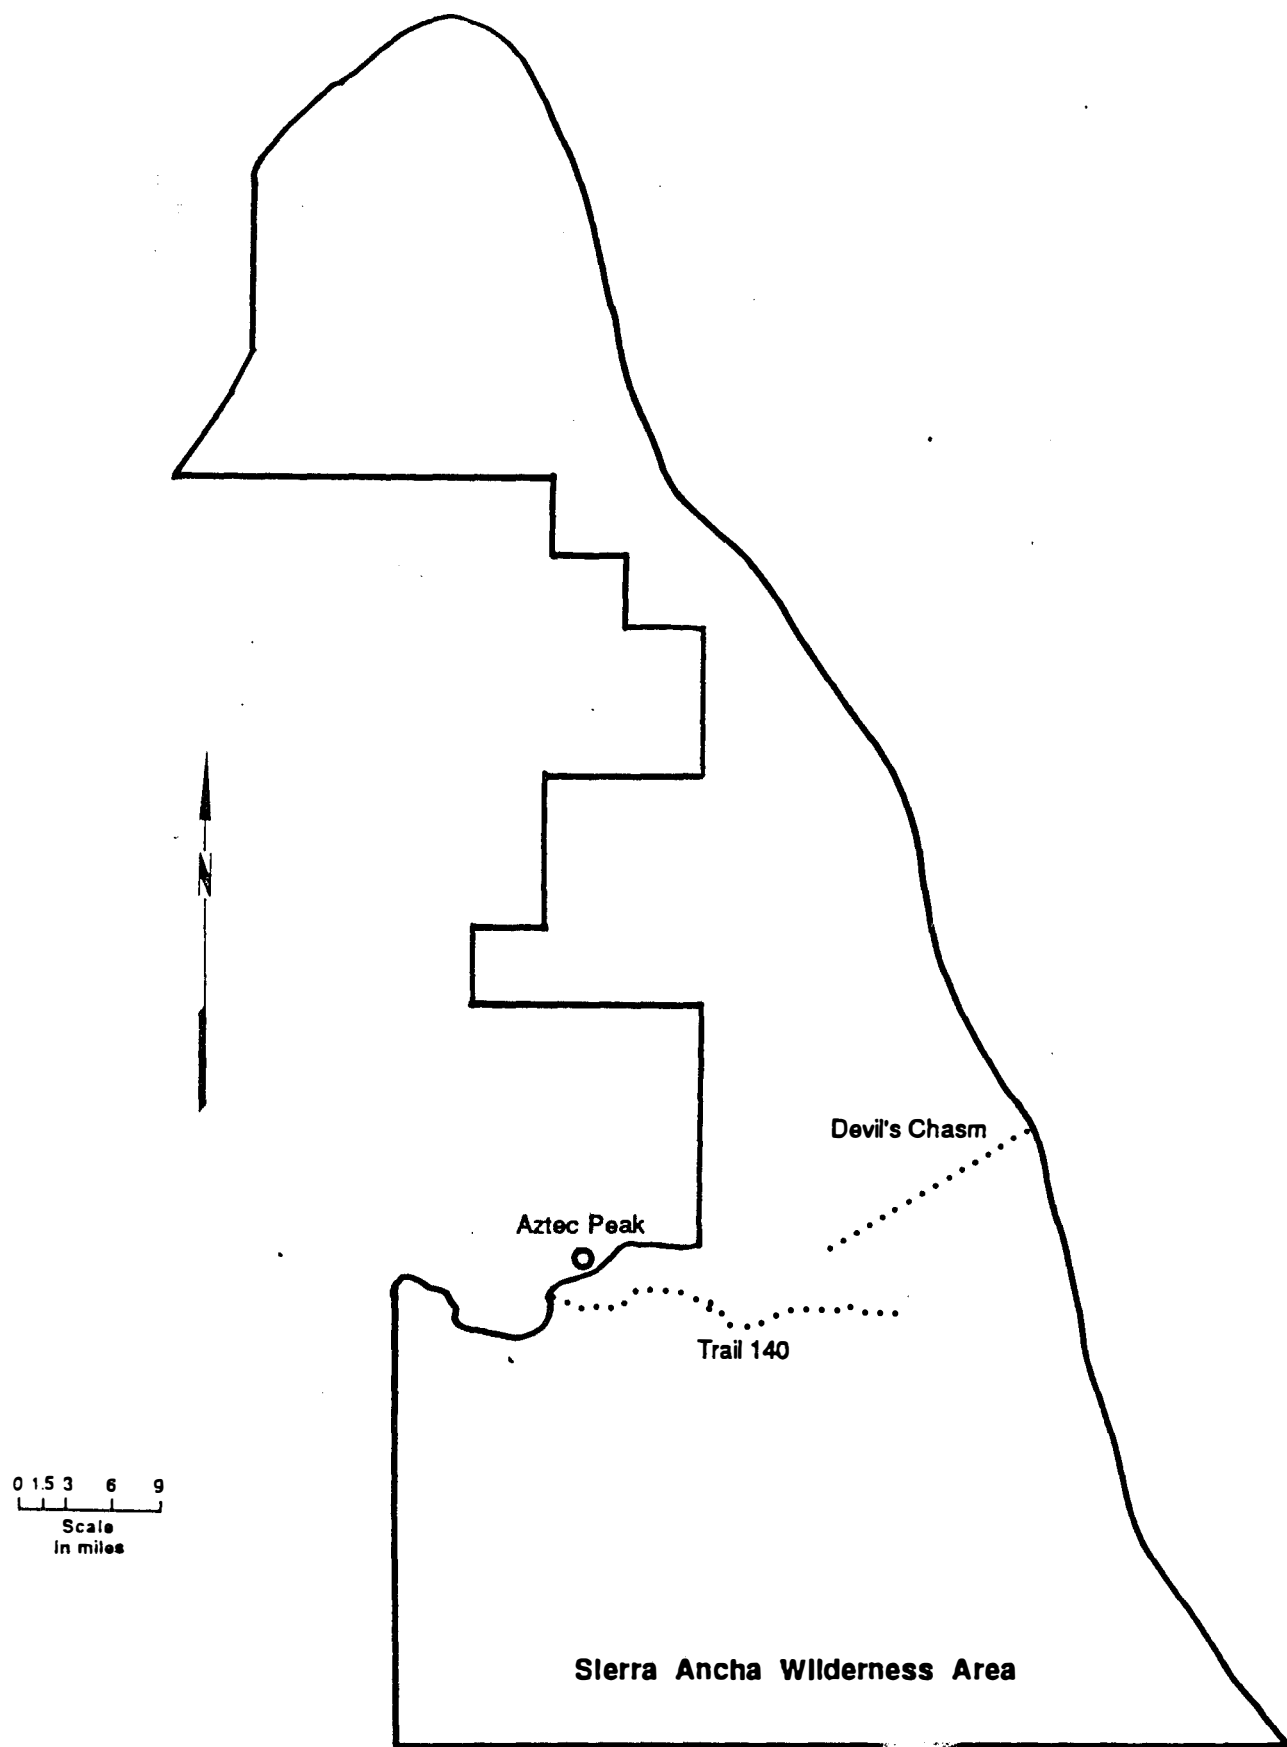 N
Devil's Chasm
Aztec Peak
Trail 140
0 1.5 3 6 9
Scale
In miles
Sierra Ancha Wilderness Area